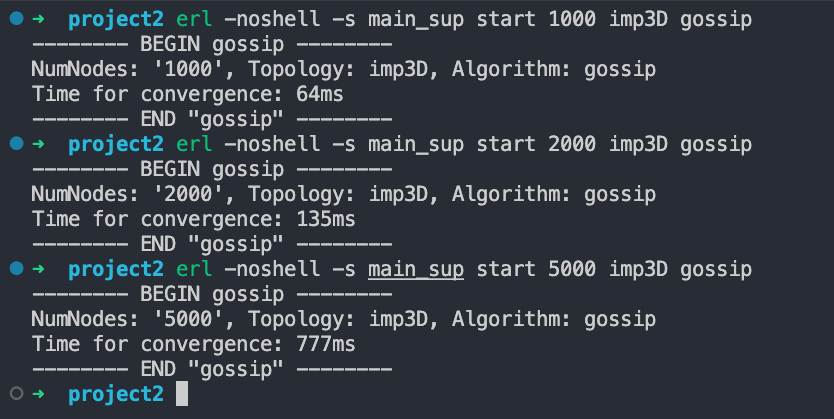 ➜ project2 erl -noshell -s main_sup start 1000 imp3D gossip
-------- BEGIN gossip --------
NumNodes: '1000', Topology: imp3D, Algorithm: gossip
Time for convergence: 64ms
-------- END "gossip" --------
➜ project2 erl -noshell -s main_sup start 2000 imp3D gossip
-------- BEGIN gossip --------
NumNodes: '2000', Topology: imp3D, Algorithm: gossip
Time for convergence: 135ms
-------- END "gossip" --------
➜ project2 erl -noshell -s main_sup start 5000 imp3D gossip
-------- BEGIN gossip --------
NumNodes: '5000', Topology: imp3D, Algorithm: gossip
Time for convergence: 777ms
-------- END "gossip" --------
➜ project2